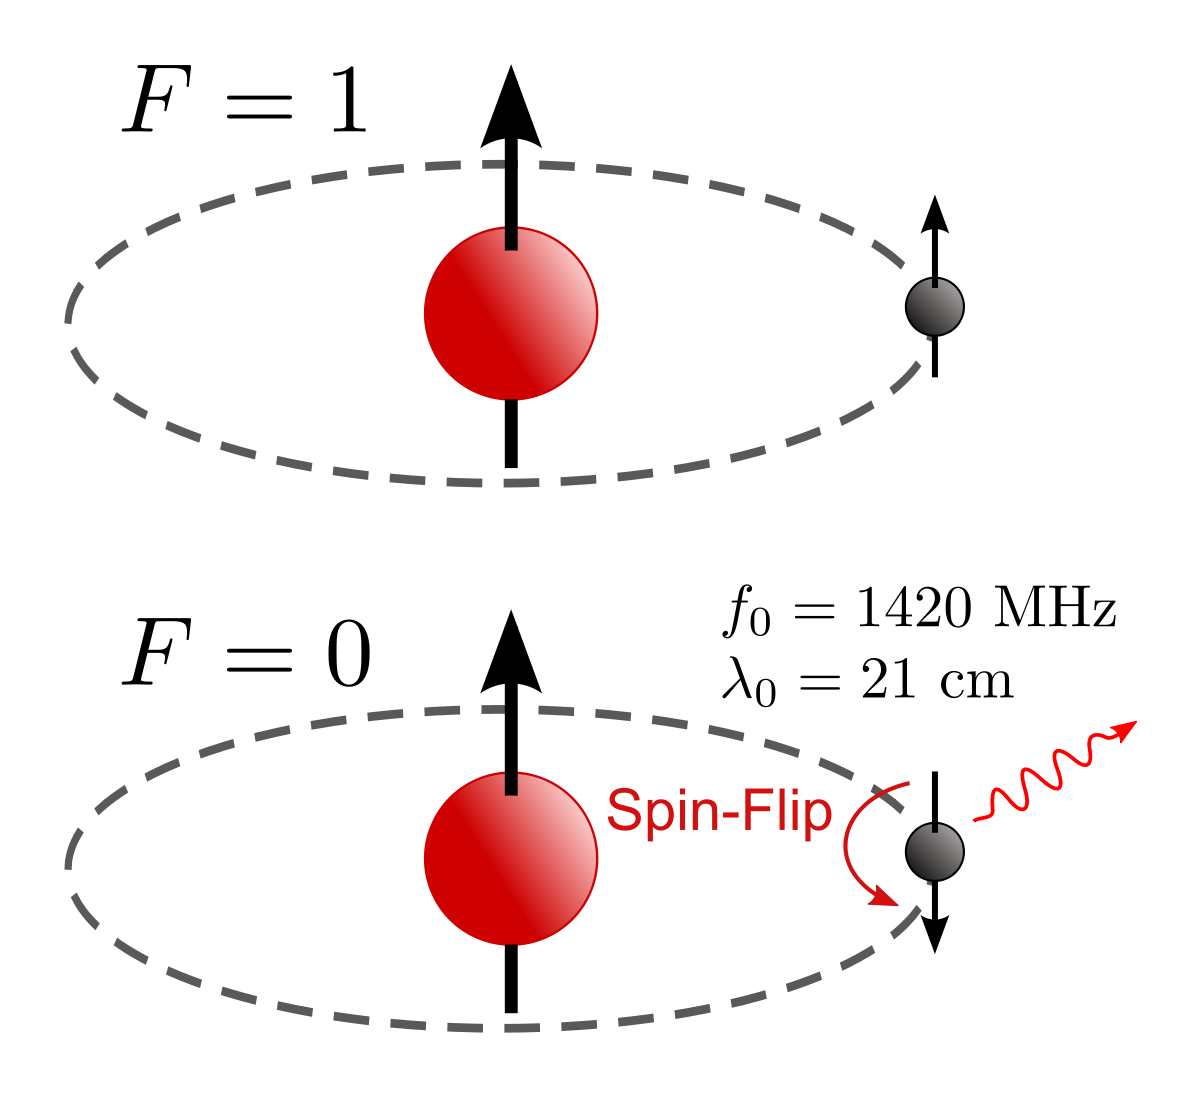 F = 1
F = 0
f₀ = 1420 MHz
λ₀ = 21 cm
Spin-Flip